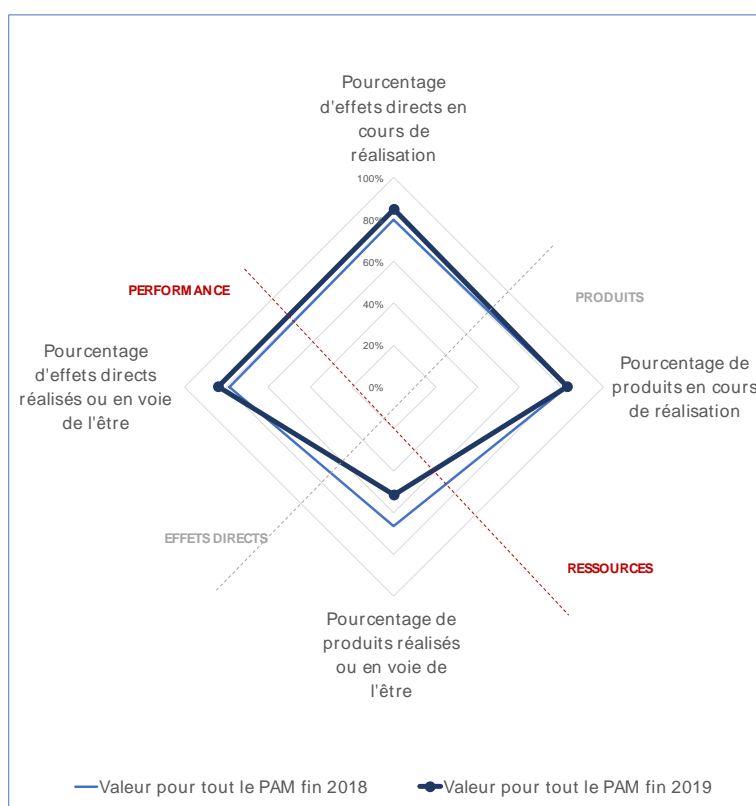 Pourcentage
d'effets directs en
cours de
réalisation
100%
80%
60%
40%
20%
0%
PERFORMANCE
PRODUITS
Pourcentage
d'effets directs
réalisés ou en voie
de l'être
Pourcentage de
produits en cours
de réalisation
EFFETS DIRECTS
RESSOURCES
Pourcentage de
produits réalisés
ou en voie de
l'être
Valeur pour tout le PAM fin 2018
Valeur pour tout le PAM fin 2019